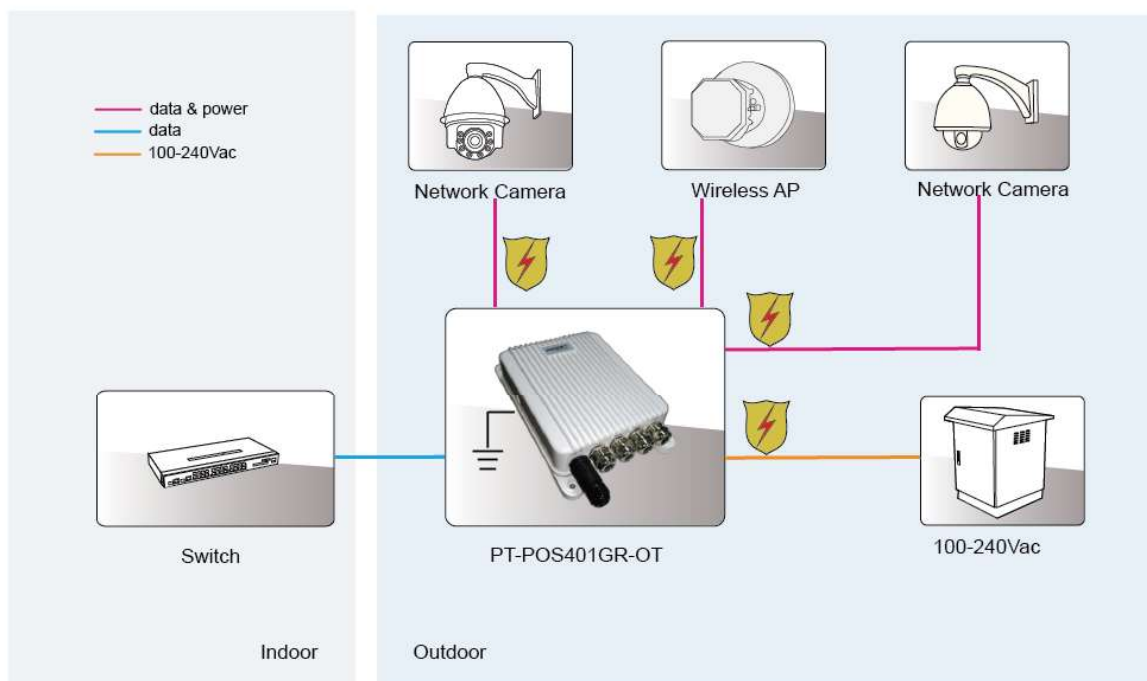 data & power
data
100-240Vac
Network Camera
Wireless AP
Network Camera
Switch
PT-POS401GR-OT
100-240Vac
Indoor
Outdoor